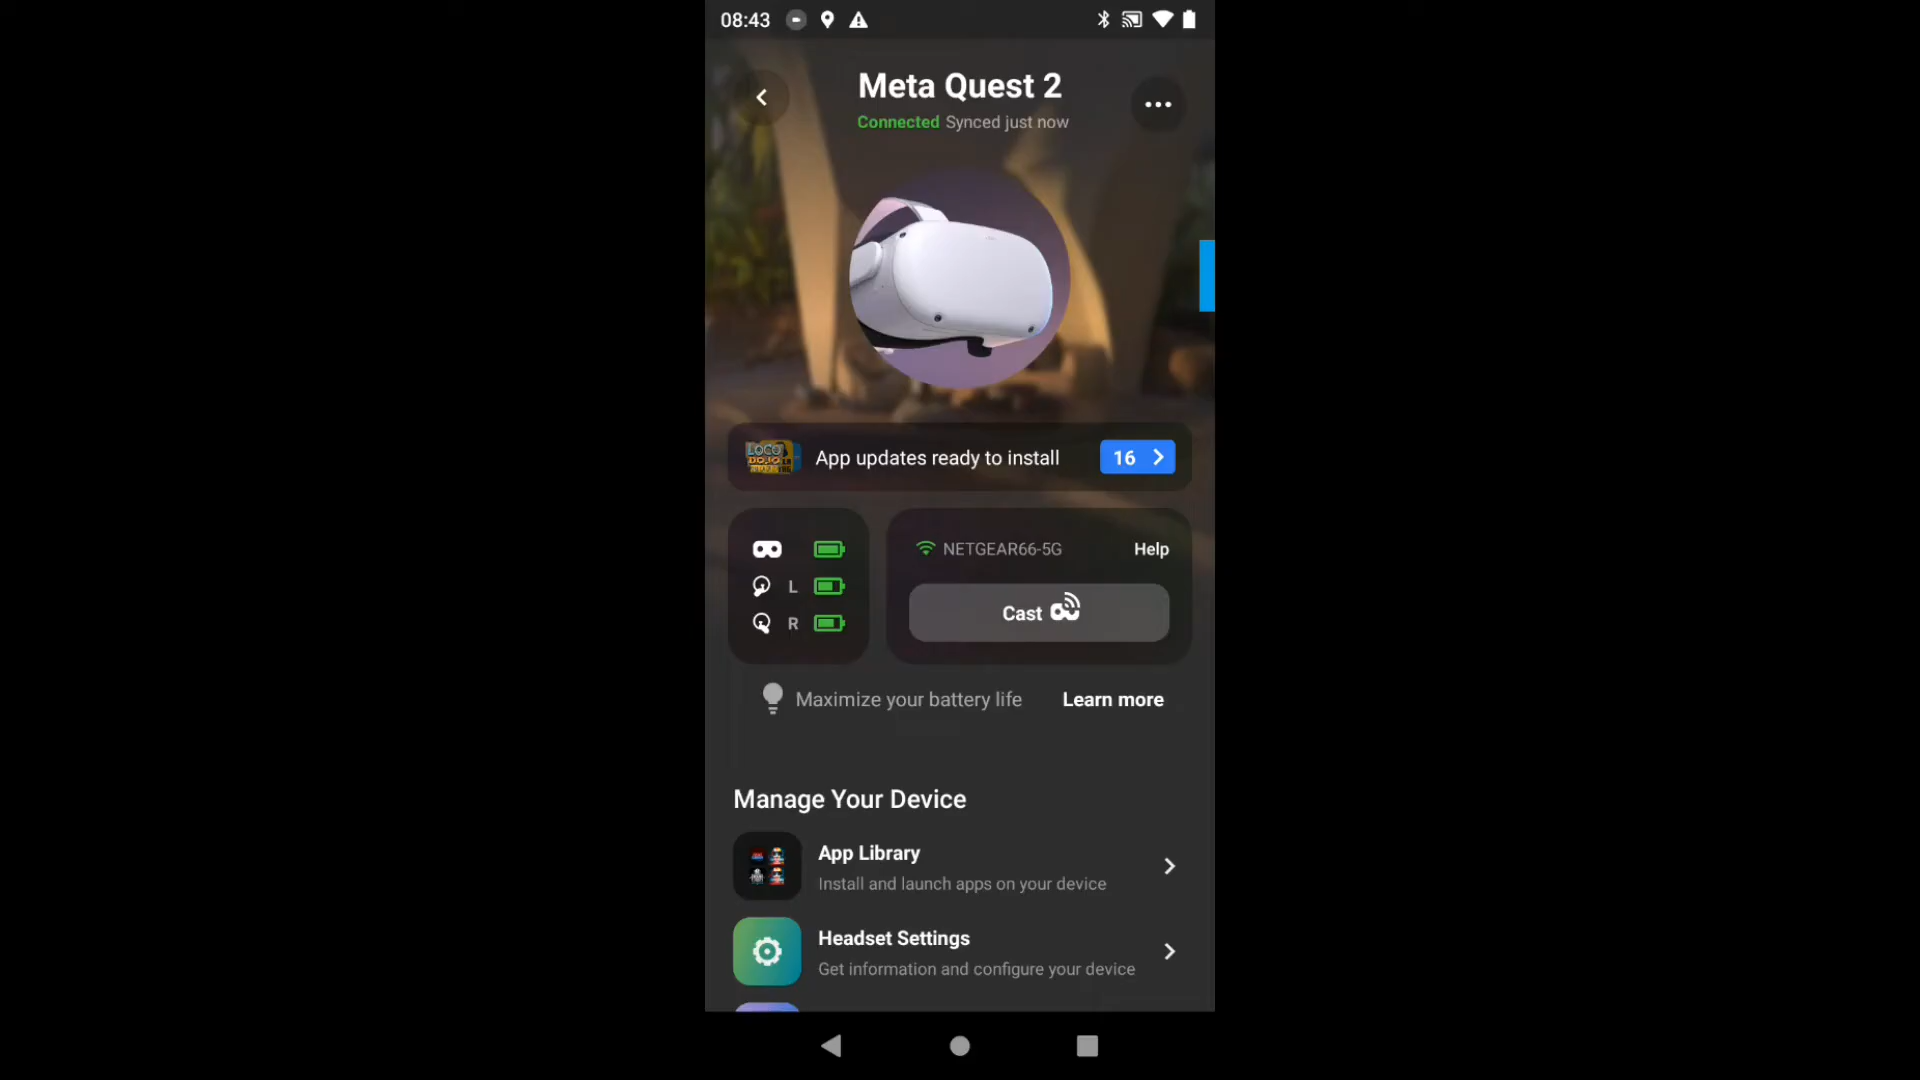 08:43
Meta Quest 2
Connected Synced just now
LOCO
DOJO
App updates ready to install
16
NETGEAR66-5G
Help
L
R
Cast
Maximize your battery life
Learn more
Manage Your Device
App Library
Install and launch apps on your device
Headset Settings
Get information and configure your device